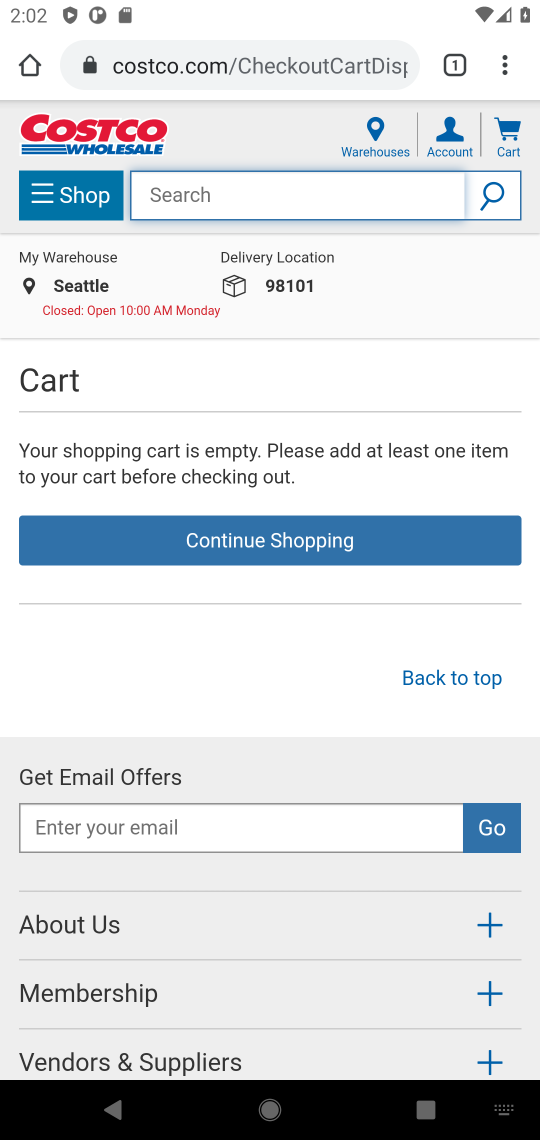 2:02
costco.com/CheckoutCartDisp
1
COSTCO
WHOLESALE
Warehouses
Account
Cart
Shop
Search
My Warehouse
Delivery Location
Seattle
98101
Closed: Open 10:00 AM Monday
Cart
Your shopping cart is empty. Please add at least one item
to your cart before checking out.
Continue Shopping
Back to top
Get Email Offers
Enter your email
Go
About Us
Membership
Vendors & Suppliers